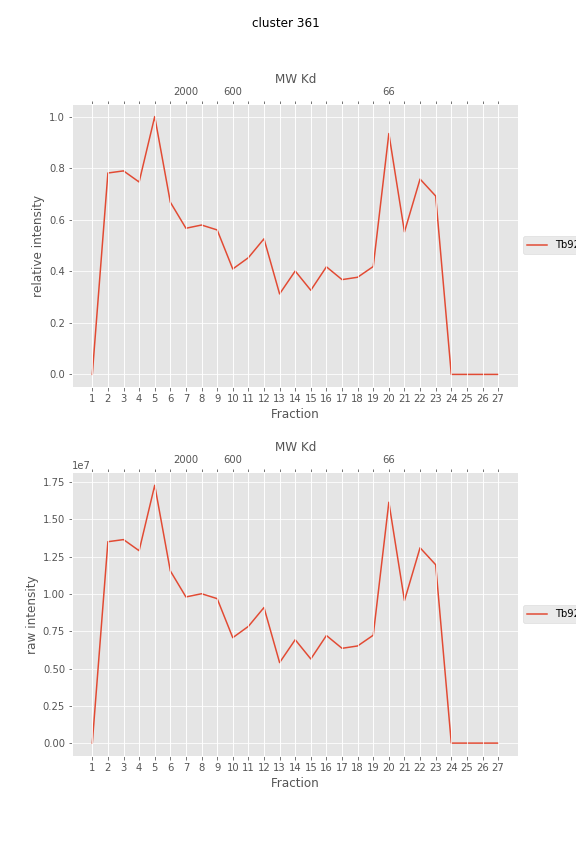 cluster 361
MW Kd
2000 600 66
1.0
0.8
0.6
0.4
0.2
0.0
relative intensity
Tb92
1 2 3 4 5 6 7 8 9 10 11 12 13 14 15 16 17 18 19 20 21 22 23 24 25 26 27
Fraction
MW Kd
2000 600 66
1e7
1.75
1.50
1.25
1.00
0.75
0.50
0.25
0.00
raw intensity
Tb92
1 2 3 4 5 6 7 8 9 10 11 12 13 14 15 16 17 18 19 20 21 22 23 24 25 26 27
Fraction